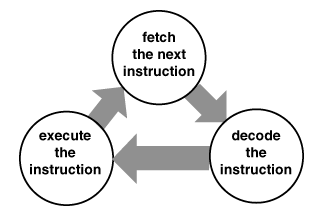 fetch
the next
instruction
execute
the
instruction
decode
the
instruction